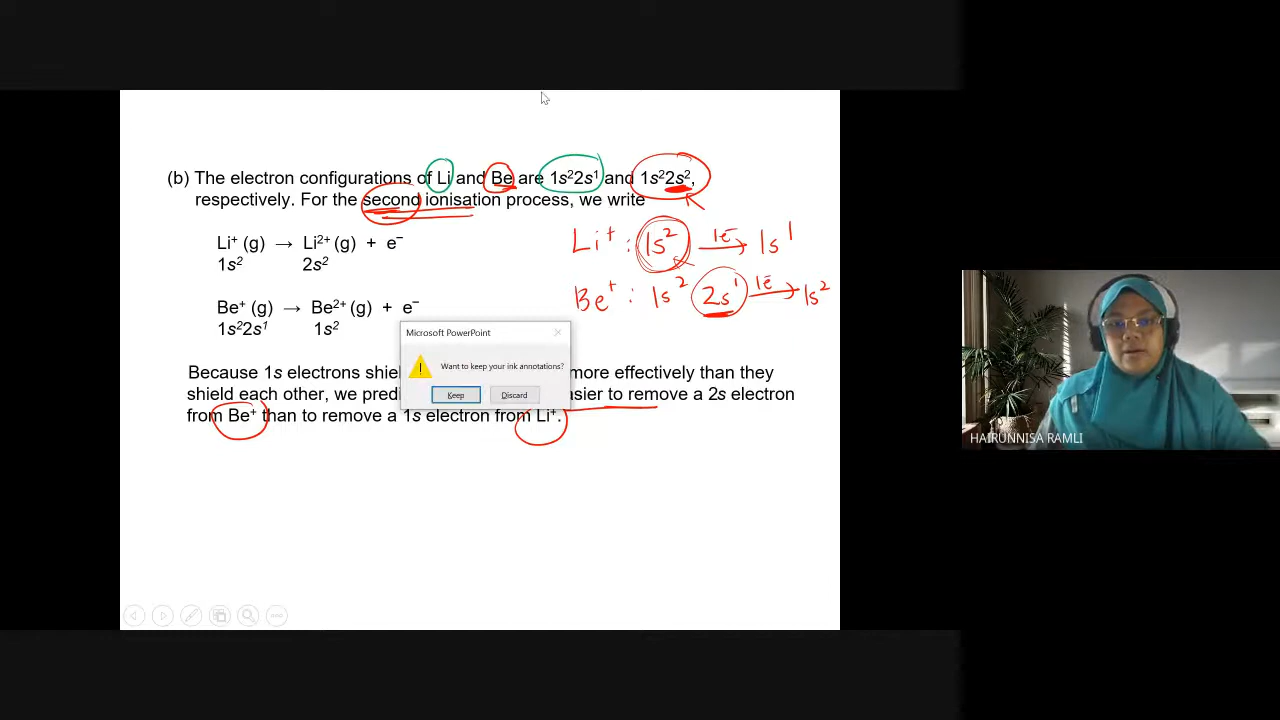 (b) The electron configurations of Li and Be are 1s²2s¹ and 1s²2s²,
respectively. For the second ionisation process, we write
Li⁺ (g) → Li²⁺ (g) + e⁻
1s² 2s²
Li⁺ : 1s² 1e⁻ → 1s¹
Be⁺ : 1s² 2s¹ 1e⁻ → 1s²
Be⁺ (g) → Be²⁺ (g) + e⁻
1s²2s¹ 1s²
Microsoft PowerPoint
Want to keep your ink annotations?
Keep Discard
Because 1s electrons shiel more effectively than they
shield each other, we predi asier to remove a 2s electron
from Be⁺ than to remove a 1s electron from Li⁺.
HAIRUNNISA RAMLI